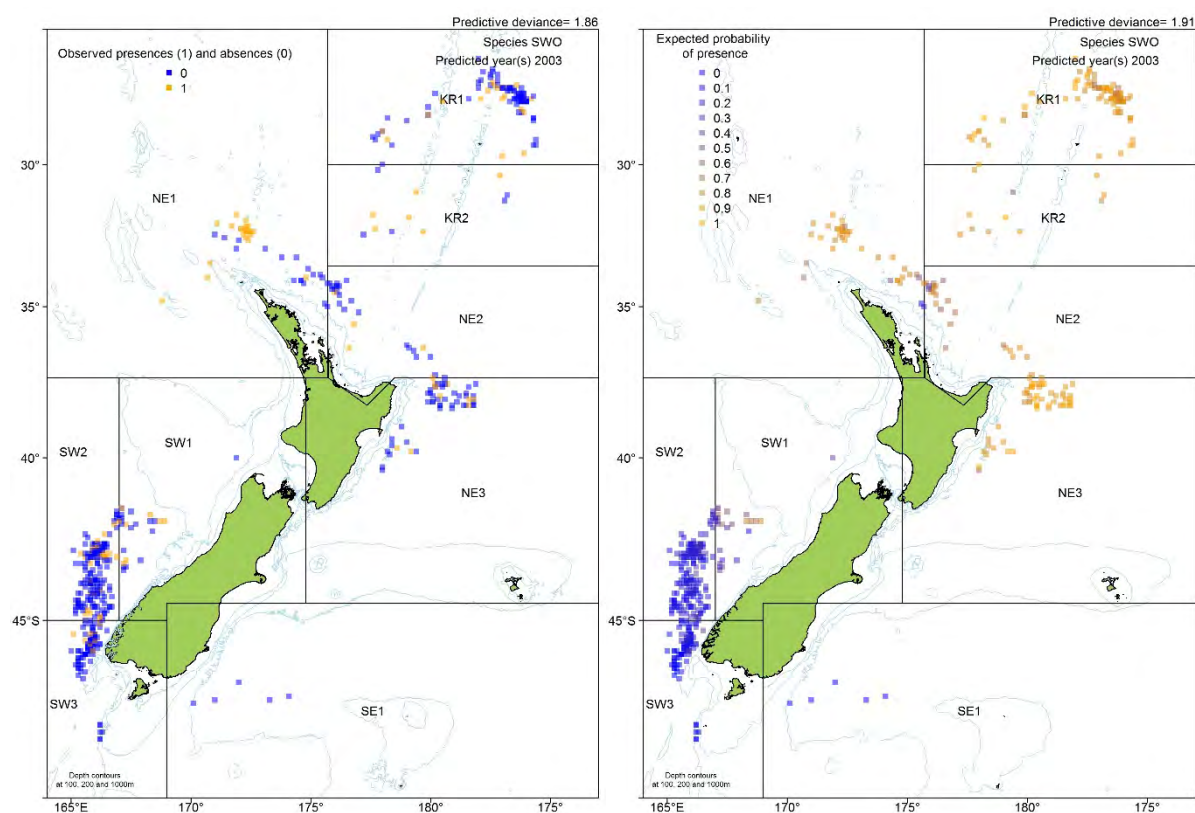 Predictive deviance= 1.86
Observed presences (1) and absences (0)
0
1
Species SWO
Predicted year(s) 2003
KR1
30°
NE1
KR2
35°
NE2
SW2
SW1
40°
NE3
45°S
SW3
SE1
Depth contours
at 100, 200 and 1000m
165°E
170°
175°
180°
175°
Predictive deviance= 1.91
Expected probability
of presence
0
0.1
0.2
0.3
0.4
0.5
0.6
0.7
0.8
0.9
1
Species SWO
Predicted year(s) 2003
KR1
30°
NE1
KR2
35°
NE2
SW2
SW1
40°
NE3
45°S
SW3
SE1
Depth contours
at 100, 200 and 1000m
165°E
170°
175°
180°
175°